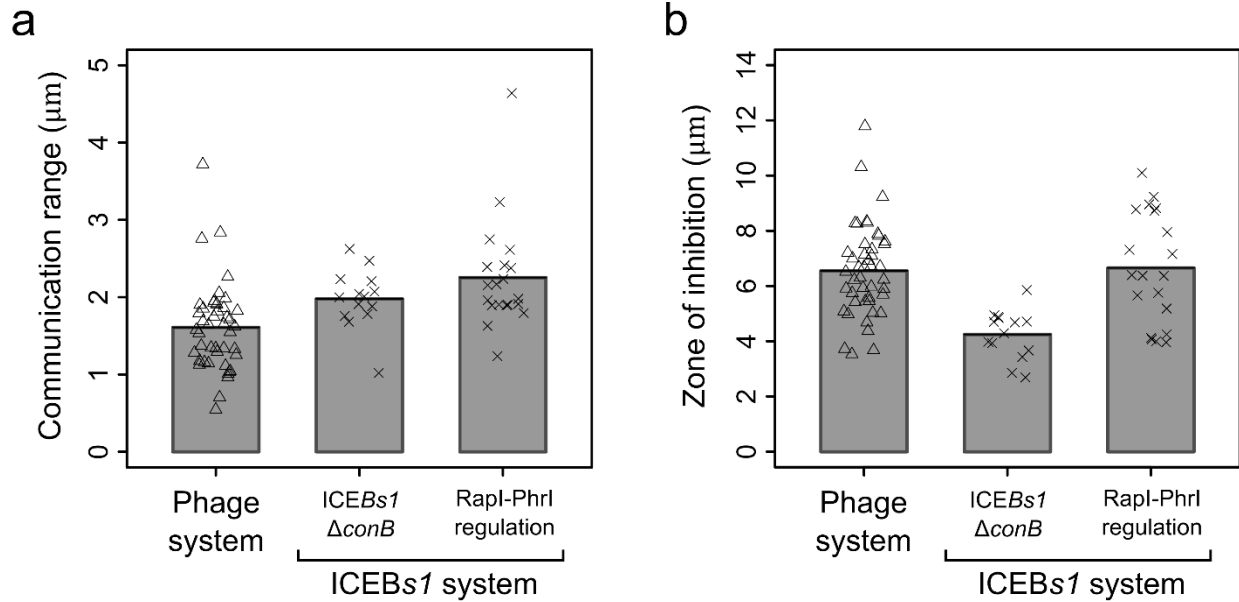 a
Communication range (μm)
5
4
3
2
1
0
Phage
system
ICEBs1
ΔconB
RapI-PhrI
regulation
ICEBs1 system
b
Zone of inhibition (μm)
14
12
10
8
6
4
2
0
Phage
system
ICEBs1
ΔconB
RapI-PhrI
regulation
ICEBs1 system